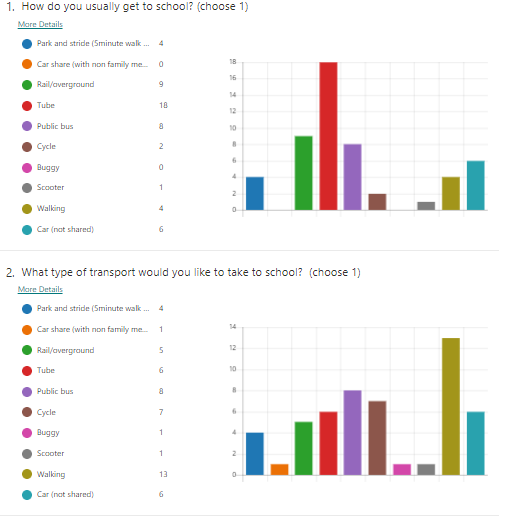 1. How do you usually get to school? (choose 1)
More Details
Park and stride (5minute walk ... 4
Car share (with non family me... 0
Rail/overground 9
Tube 18
Public bus 8
Cycle 2
Buggy 0
Scooter 1
Walking 4
Car (not shared) 6
18
16
14
12
10
8
6
4
2
0
2. What type of transport would you like to take to school? (choose 1)
More Details
Park and stride (5minute walk ... 4
Car share (with non family me... 1
Rail/overground 5
Tube 6
Public bus 8
Cycle 7
Buggy 1
Scooter 1
Walking 13
Car (not shared) 6
14
12
10
8
6
4
2
0